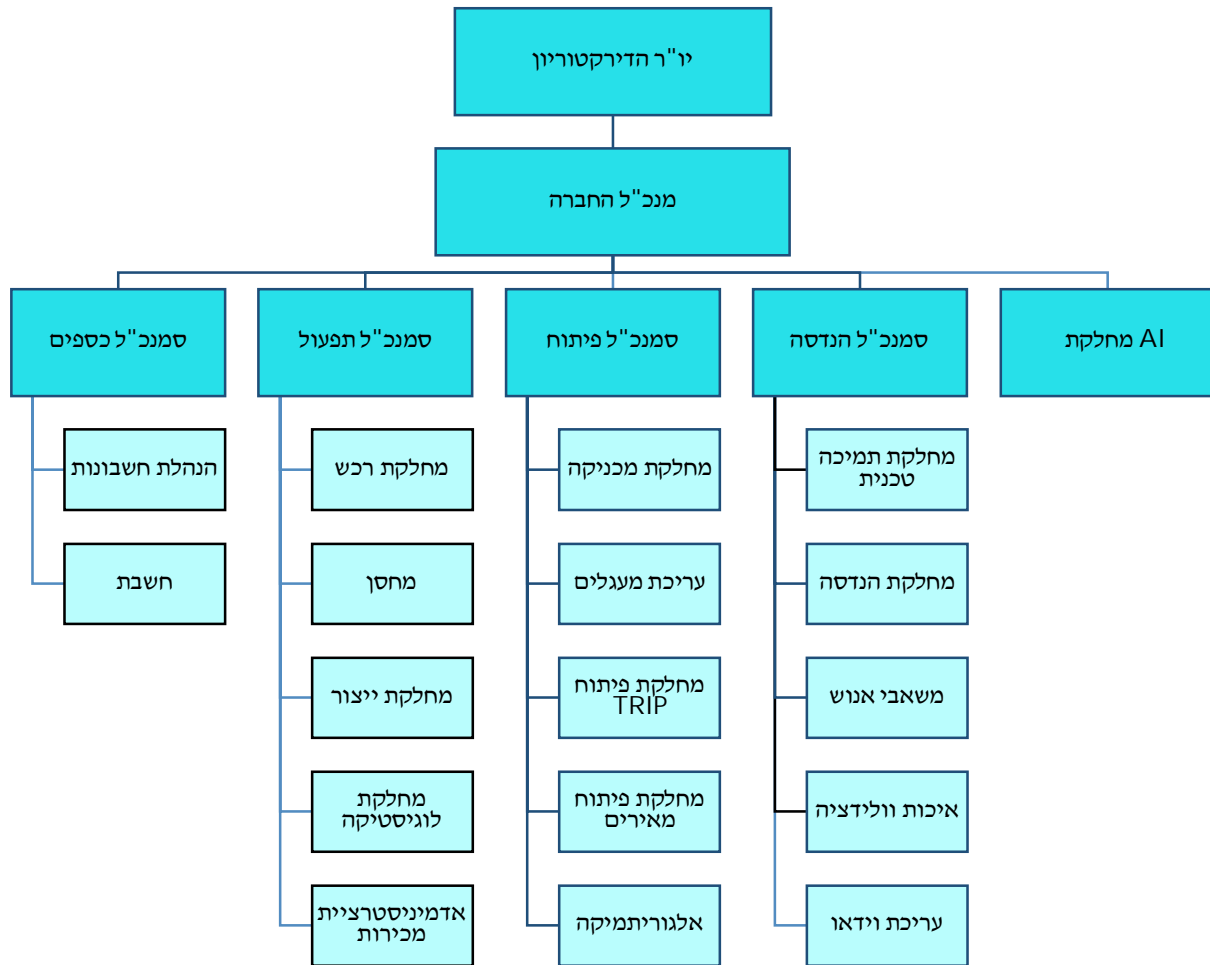 יו"ר הדירקטוריון
מנכ"ל החברה
AI מחלקת
סמנכ"ל הנדסה
סמנכ"ל פיתוח
סמנכ"ל תפעול
סמנכ"ל כספים
מחלקת תמיכה
טכנית
מחלקת הנדסה
משאבי אנוש
איכות וולידציה
עריכת וידאו
מחלקת מכניקה
עריכת מעגלים
מחלקת פיתוח
TRIP
מחלקת פיתוח
מאירים
אלגוריתמיקה
מחלקת רכש
מחסן
מחלקת ייצור
מחלקת
לוגיסטיקה
אדמיניסטרציית
מכירות
הנהלת חשבונות
חשבת